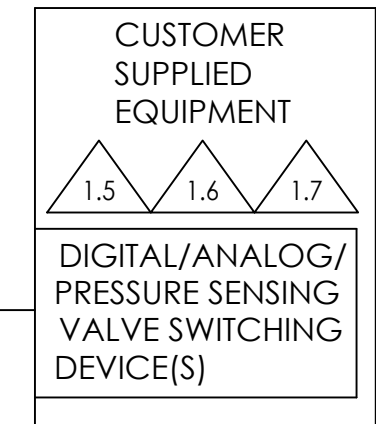 CUSTOMER
SUPPLIED
EQUIPMENT
1.5 1.6 1.7
DIGITAL/ANALOG/
PRESSURE SENSING
VALVE SWITCHING
DEVICE(S)